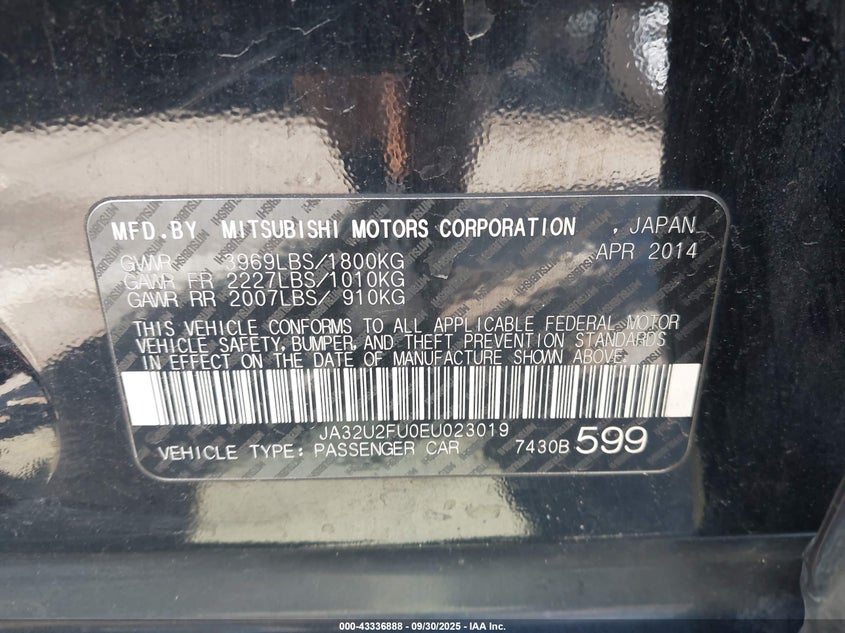 MFD.BY MITSUBISHI MOTORS CORPORATION , JAPAN
APR 2014
GVWR 3969LBS/1800KG
GAWR FR 2227LBS/1010KG
GAWR RR 2007LBS/ 910KG
THIS VEHICLE CONFORMS TO ALL APPLICABLE FEDERAL MOTOR
VEHICLE SAFETY, BUMPER, AND THEFT PREVENTION STANDARDS
IN EFFECT ON THE DATE OF MANUFACTURE SHOWN ABOVE.
JA32U2FU0EU023019
VEHICLE TYPE: PASSENGER CAR 7430B 599
000-43336888 - 09/30/2025 - IAA Inc.